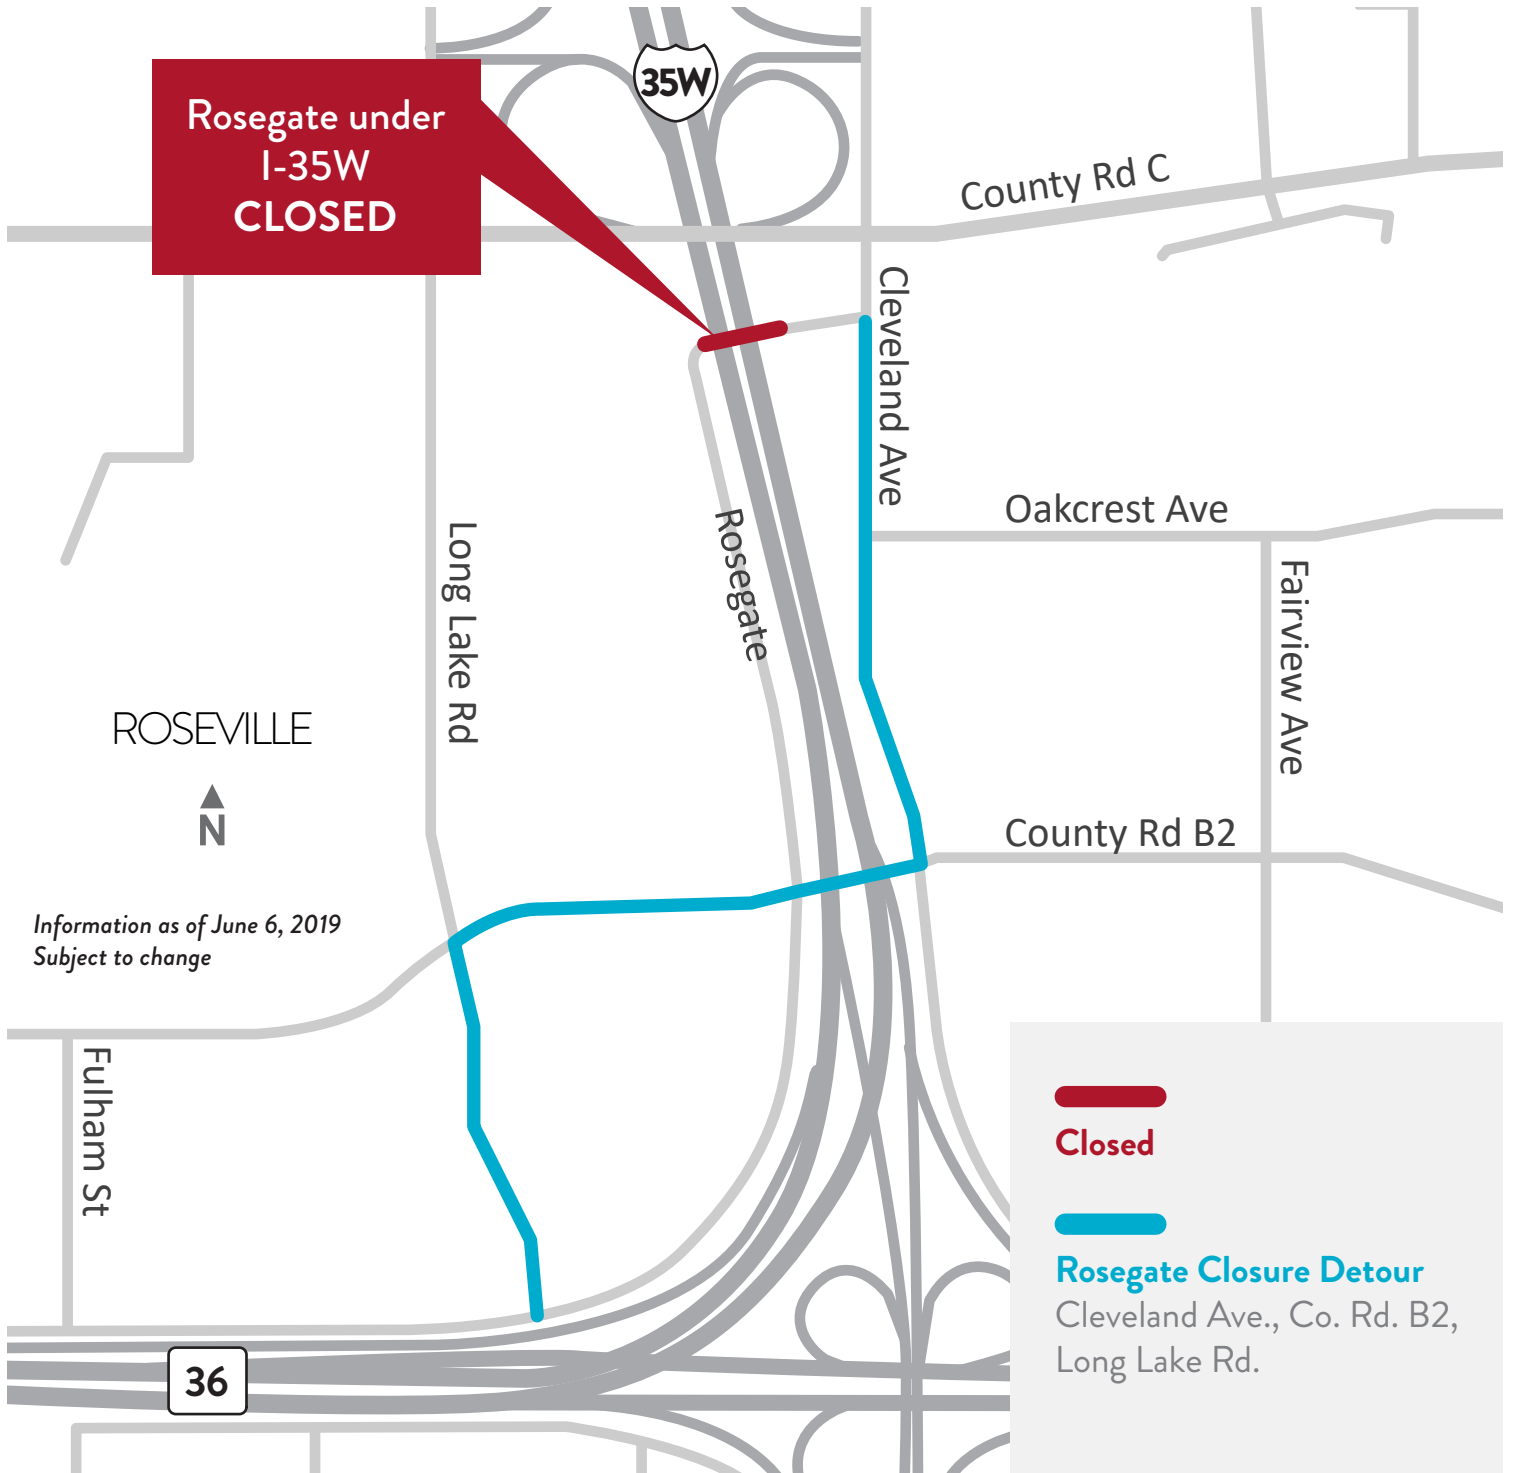 35W
Rosegate under
I-35W
CLOSED
County Rd C
Cleveland Ave
Oakcrest Ave
Rosegate
Long Lake Rd
Fairview Ave
ROSEVILLE
N
County Rd B2
Information as of June 6, 2019
Subject to change
Fulham St
Closed
Rosegate Closure Detour
Cleveland Ave., Co. Rd. B2,
Long Lake Rd.
36